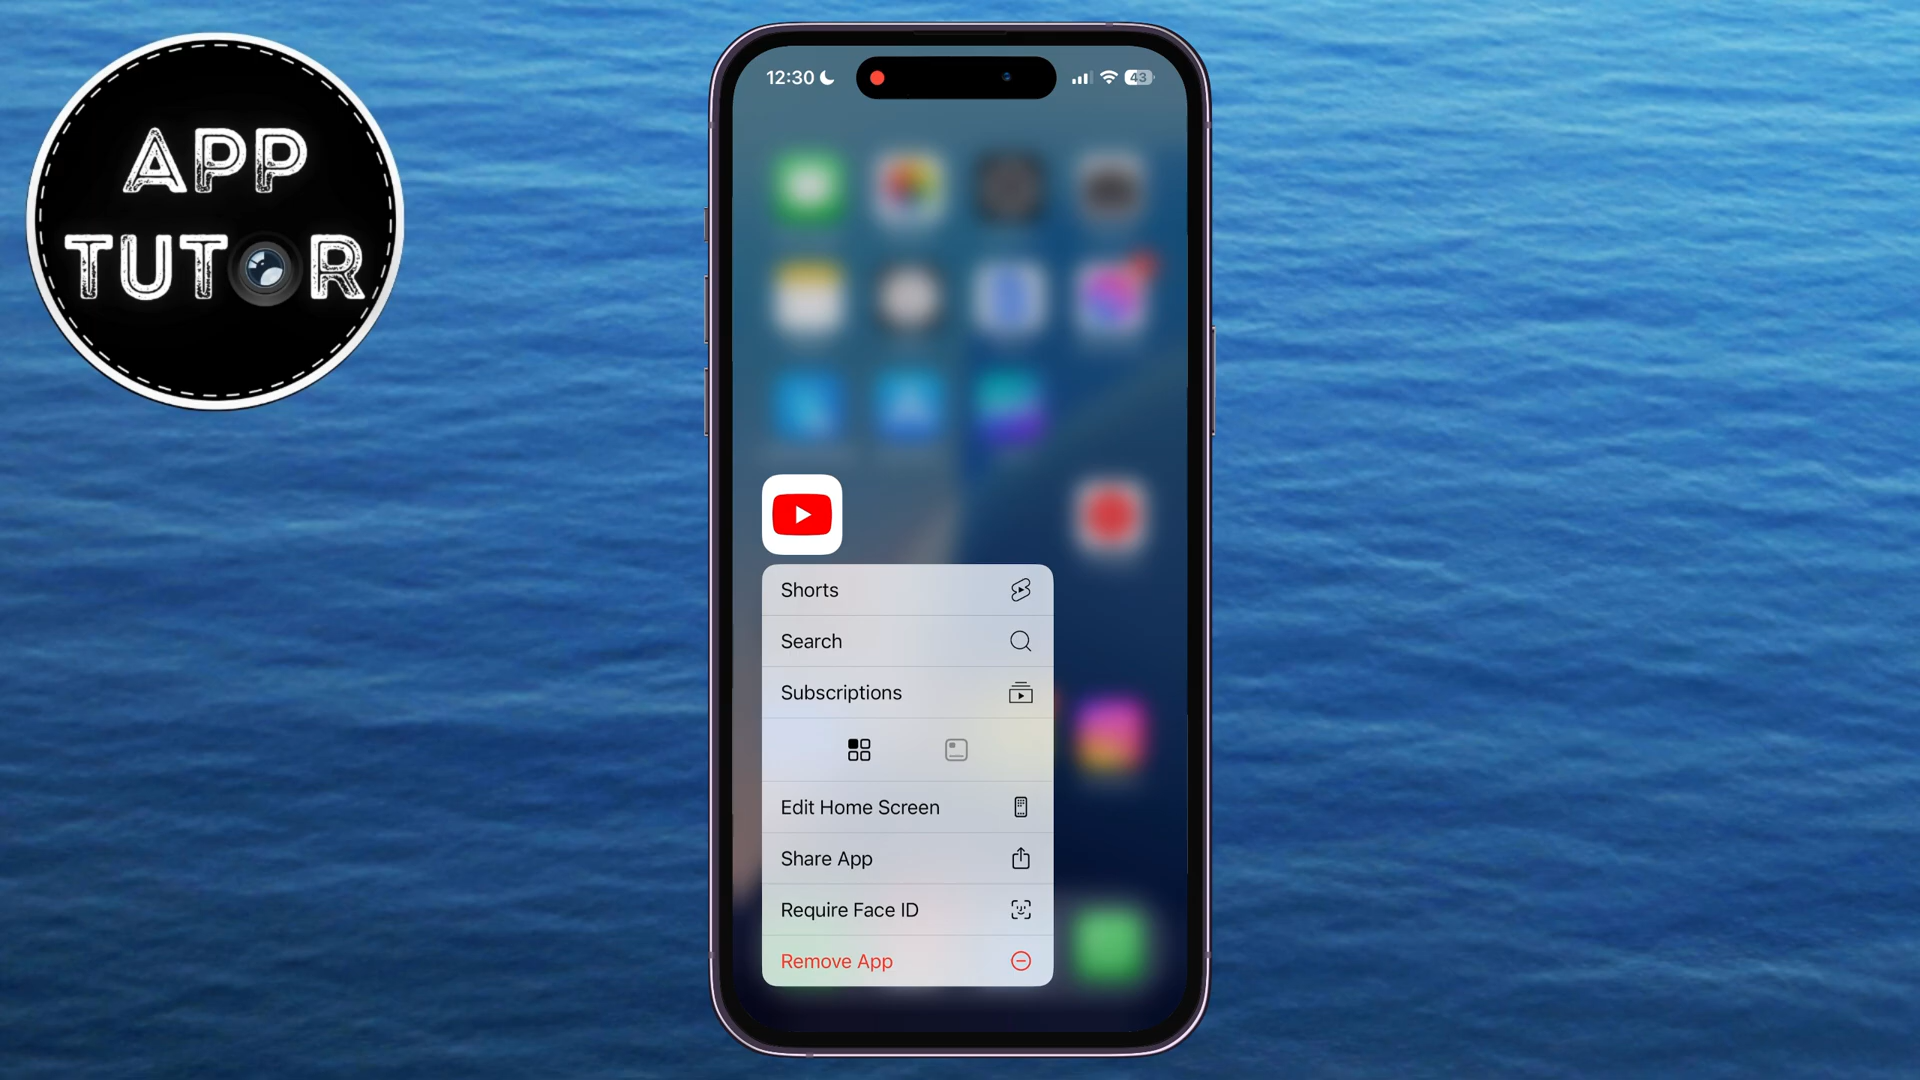 APP
TUTOR
12:30
43
Shorts
Search
Subscriptions
Edit Home Screen
Share App
Require Face ID
Remove App